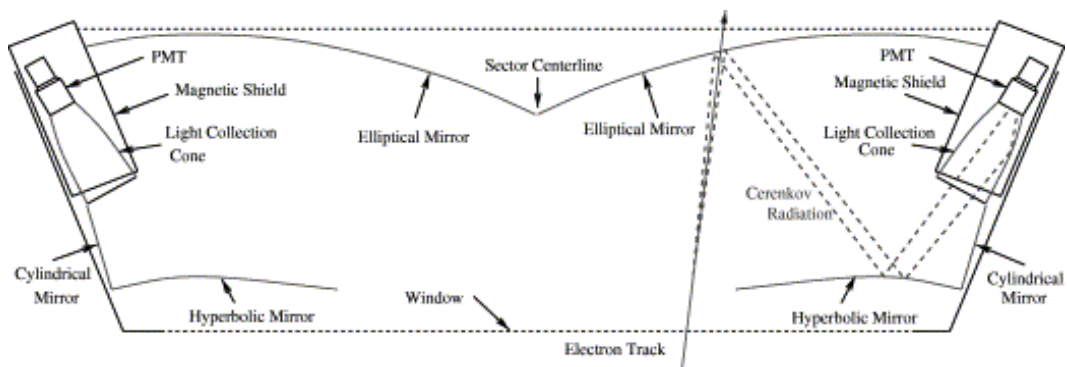 PMT
Magnetic Shield
Light Collection
Cone
Elliptical Mirror
Sector Centerline
Elliptical Mirror
PMT
Magnetic Shield
Light Collection
Cone
Cerenkov
Radiation
Cylindrical
Mirror
Hyperbolic Mirror
Window
Electron Track
Hyperbolic Mirror
Cylindrical
Mirror